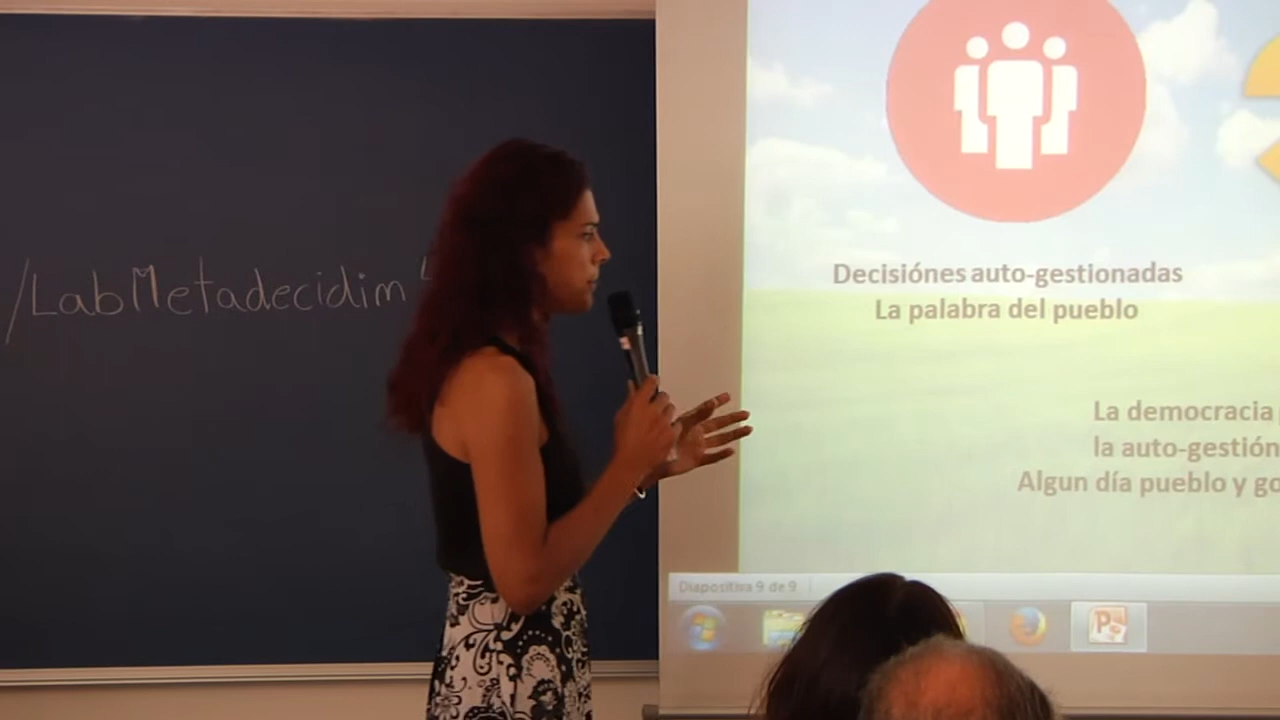 /LabMetadecidim
Decisiónes auto-gestionadas
La palabra del pueblo
La democracia
la auto-gestión
Algun día pueblo y go
Diapositiva 9 de 9
P